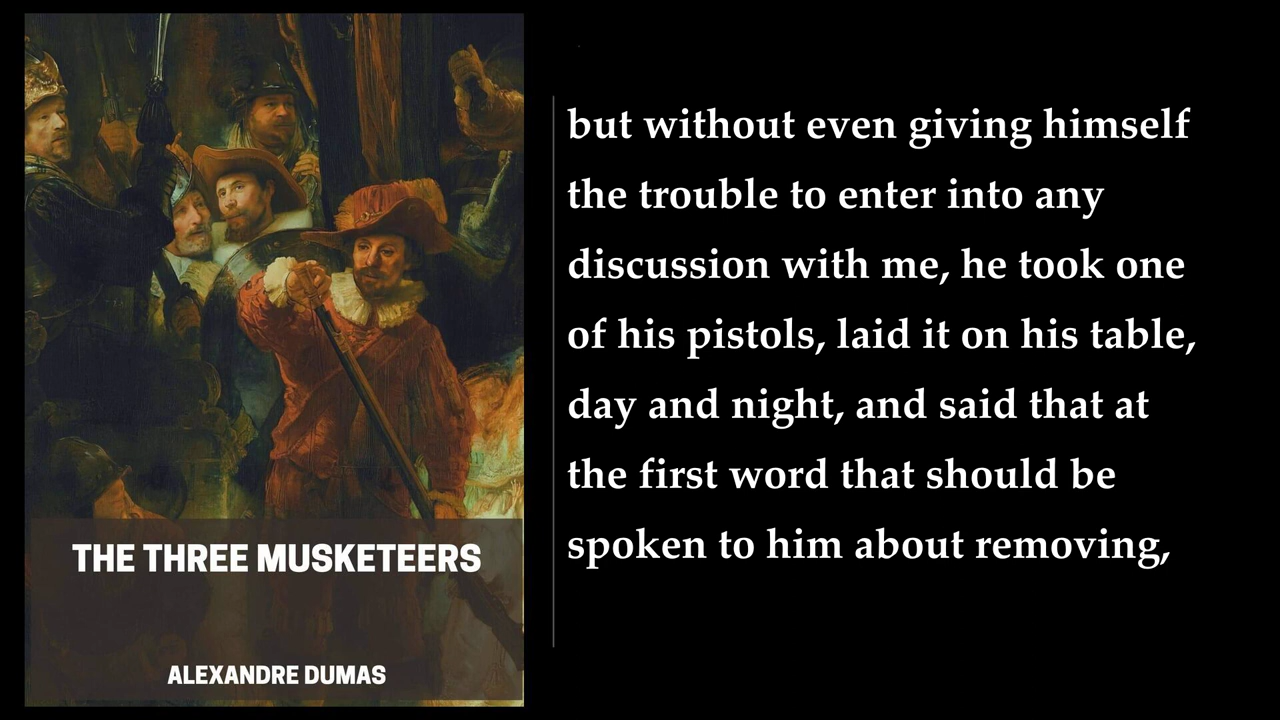 but without even giving himself
the trouble to enter into any
discussion with me, he took one
of his pistols, laid it on his table,
day and night, and said that at
the first word that should be
spoken to him about removing,
THE THREE MUSKETEERS
ALEXANDRE DUMAS